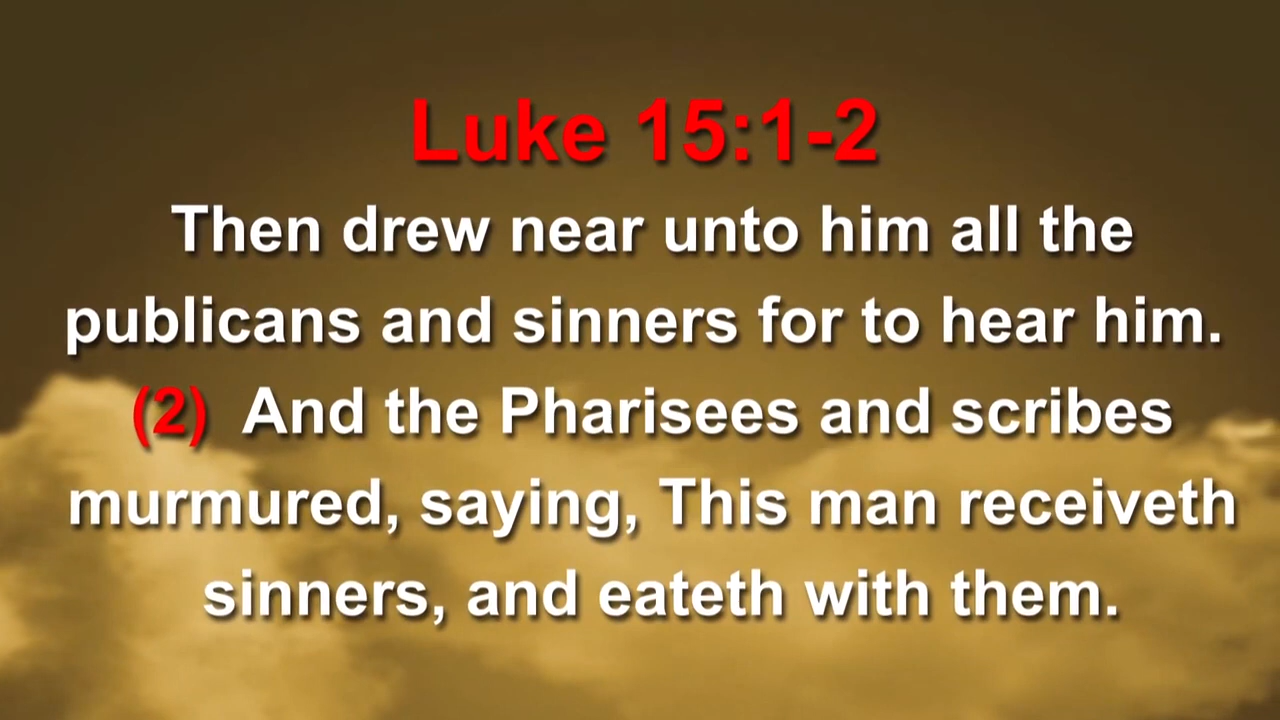 Luke 15:1-2
Then drew near unto him all the
publicans and sinners for to hear him.
(2) And the Pharisees and scribes
murmured, saying, This man receiveth
sinners, and eateth with them.